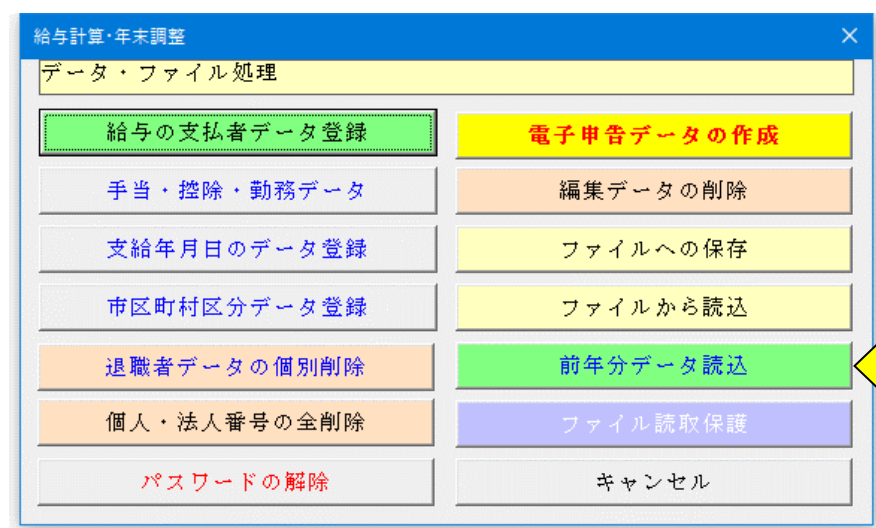 給与計算･年末調整
データ・ファイル処理
給与の支払者データ登録
電子申告データの作成
手当・控除・勤務データ
編集データの削除
支給年月日のデータ登録
ファイルへの保存
市区町村区分データ登録
ファイルから読込
退職者データの個別削除
前年分データ読込
個人・法人番号の全削除
ファイル読取保護
パスワードの解除
キャンセル